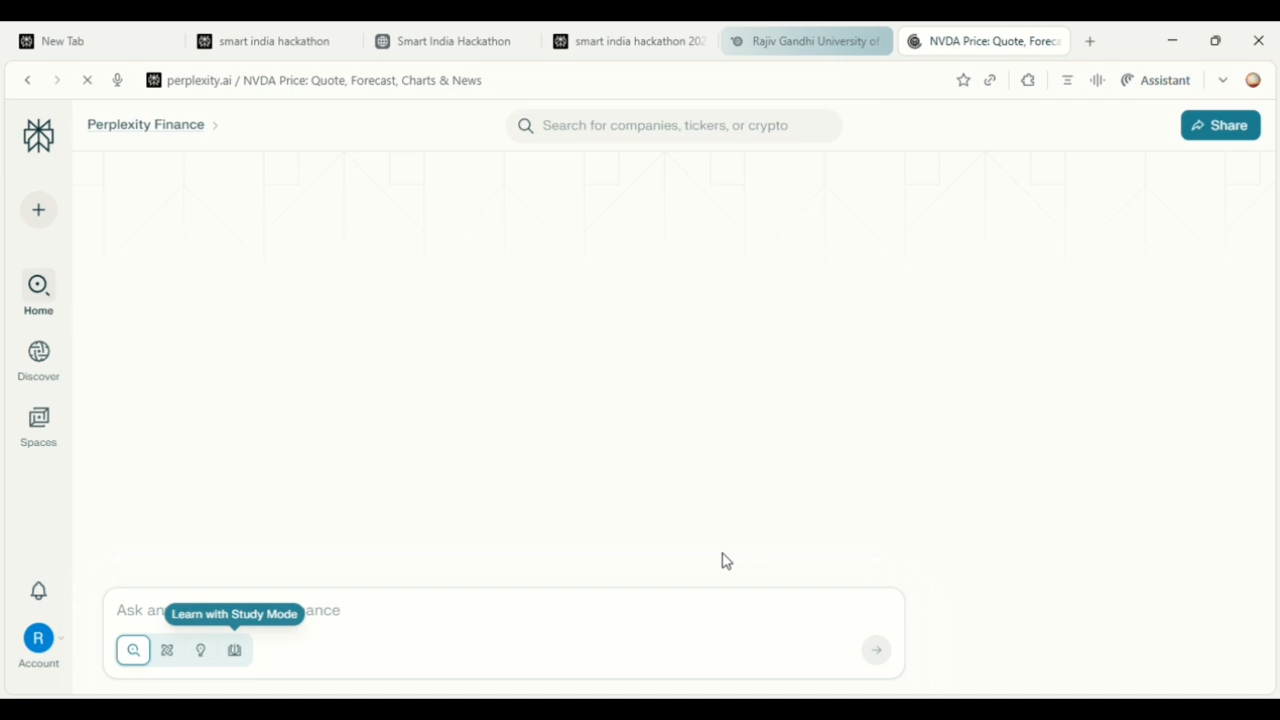 New Tab
smart india hackathon
Smart India Hackathon
smart india hackathon 202
Rajiv Gandhi University of
NVDA Price: Quote, Foreca
perplexity.ai / NVDA Price: Quote, Forecast, Charts & News
Assistant
Perplexity Finance
Search for companies, tickers, or crypto
Share
Home
Discover
Spaces
Ask an
ance
Learn with Study Mode
R
Account